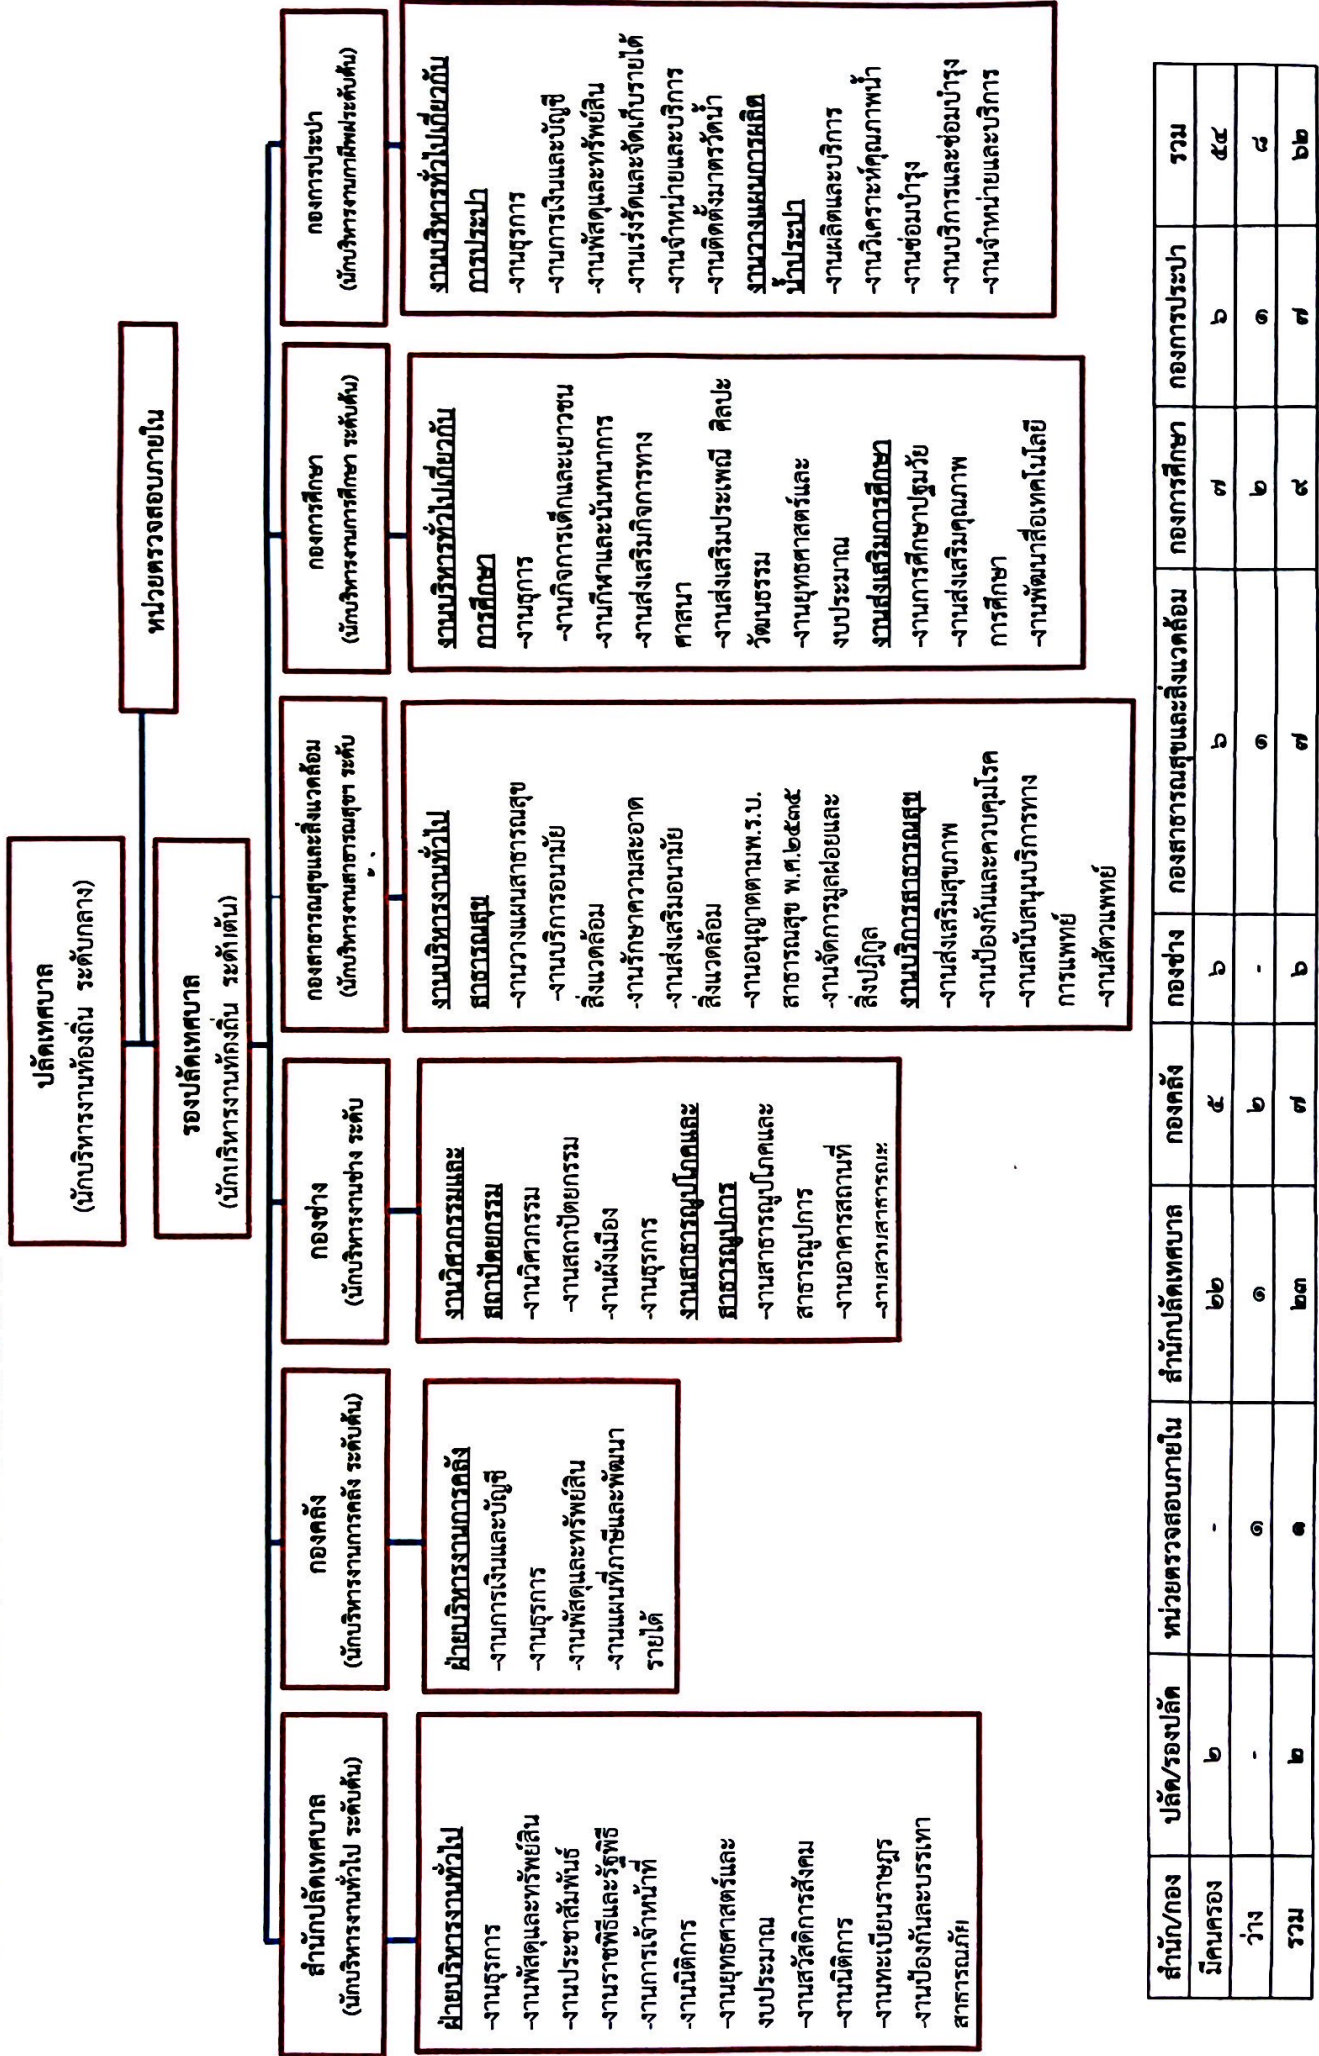 ปลัดเทศบาล
(นักบริหารงานท้องถิ่น ระดับกลาง)
หน่วยตรวจสอบภายใน
รองปลัดเทศบาล
(นักบริหารงานท้องถิ่น ระดับต้น)
สำนักปลัดเทศบาล
(นักบริหารงานทั่วไป ระดับต้น)
ฝ่ายบริหารงานทั่วไป
-งานธุรการ
-งานพัสดุและทรัพย์สิน
-งานประชาสัมพันธ์
-งานราชพิธีและรัฐพิธี
-งานการเจ้าหน้าที่
-งานนิติการ
-งานยุทธศาสตร์และ
งบประมาณ
-งานสวัสดิการสังคม
-งานนิติการ
-งานทะเบียนราษฎร
-งานป้องกันละบรรเทา
สาธารณภัย
กองคลัง
(นักบริหารงานการคลัง ระดับต้น)
ฝ่ายบริหารงานการคลัง
-งานการเงินและบัญชี
-งานธุรการ
-งานพัสดุและทรัพย์สิน
-งานแผนที่ภาษีและพัฒนา
รายได้
กองช่าง
(นักบริหารงานช่าง ระดับ
งานวิศวกรรมและ
สถาปัตยกรรม
-งานวิศวกรรม
-งานสถาปัตยกรรม
-งานผังเมือง
-งานธุรการ
งานสาธารณูปโภคและ
สาธารณูปการ
-งานสาธารณูปโภคและ
สาธารณูปการ
-งานอาคารสถานที่
-งานสวนสาธารณะ
กองสาธารณสุขและสิ่งแวดล้อม
(นักบริหารงานสาธารณสุขฯ ระดับ
งานบริหารงานทั่วไป
สาธารณสุข
-งานวางแผนสาธารณสุข
-งานบริการอนามัย
สิ่งแวดล้อม
-งานรักษาความสะอาด
-งานส่งเสริมอนามัย
สิ่งแวดล้อม
-งานอนุญาตตามพ.ร.บ.
สาธารณสุข พ.ศ.๒๕๓๕
-งานจัดการมูลฝอยและ
สิ่งปฏิกูล
งานบริการสาธารณสุข
-งานส่งเสริมสุขภาพ
-งานป้องกันและควบคุมโรค
-งานสนับสนุนบริการทาง
การแพทย์
-งานสัตวแพทย์
กองการศึกษา
(นักบริหารงานการศึกษา ระดับต้น)
งานบริหารทั่วไปเกี่ยวกับ
การศึกษา
-งานธุการ
-งานกิจการเด็กและเยาวชน
-งานกีฬาและนันทนาการ
-งานส่งเสริมกิจการทาง
ศาสนา
-งานส่งเสริมประเพณี ศิลปะ
วัฒนธรรม
-งานยุทธศาสตร์และ
งบประมาณ
งานส่งเสริมการศึกษา
-งานการศึกษาปฐมวัย
-งานส่งเสริมคุณภาพ
การศึกษา
-งานพัฒนาสื่อเทคโนโลยี
กองการประปา
งานบริหารทั่วไปเกี่ยวกับ
การประปา
-งานธุรการ
-งานการเงินและบัญชี
-งานพัสดุและทรัพย์สิน
-งานเร่งรัดและจัดเก็บรายได้
-งานจำหน่ายและบริการ
-งานติดตั้งมาตรวัดน้ำ
งานวางแผนการผลิต
น้ำประปา
-งานผลิตและบริการ
-งานวิเคราะห์คุณภาพน้ำ
-งานซ่อมบำรุง
-งานบริการและซ่อมบำรุง
-งานจำหน่ายและบริการ
สำนัก/กอง ปลัด/รองปลัด หน่วยตรวจสอบภายใน สำนักปลัดเทศบาล กองคลัง กองช่าง กองสาธารณสุขและสิ่งแวดล้อม กองการศึกษา กองการประปา รวม
มีคนครอง ๒ - ๒๒ ๕ ๖ ๖ ๗ ๖ ๕๔
ว่าง - ๑ ๑ ๒ - ๑ ๒ ๑ ๘
รวม ๒ ๑ ๒๓ ๗ ๖ ๗ ๙ ๗ ๖๒